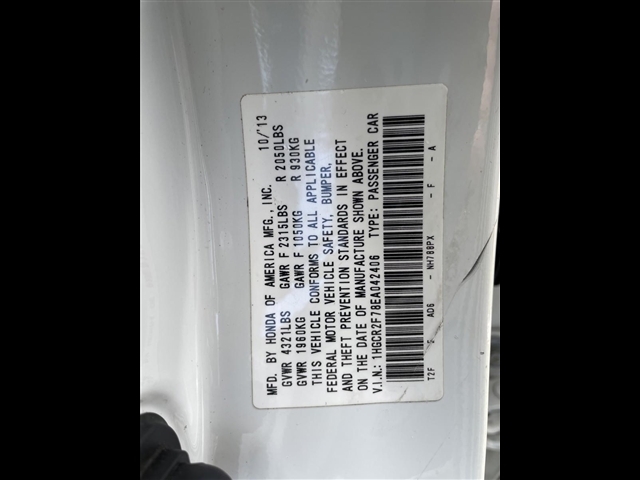 MFD. BY HONDA OF AMERICA MFG., INC. 10/'13
GVWR 4321LBS GAWR F 2315LBS R 2050LBS
GVWR 1960KG GAWR F 1050KG R 930KG
THIS VEHICLE CONFORMS TO ALL APPLICABLE
FEDERAL MOTOR VEHICLE SAFETY, BUMPER,
AND THEFT PREVENTION STANDARDS IN EFFECT
ON THE DATE OF MANUFACTURE SHOWN ABOVE.
V.I.N.: 1HGCR2F78EA042406 TYPE: PASSENGER CAR
T2F A06 - NH788PX - F - A